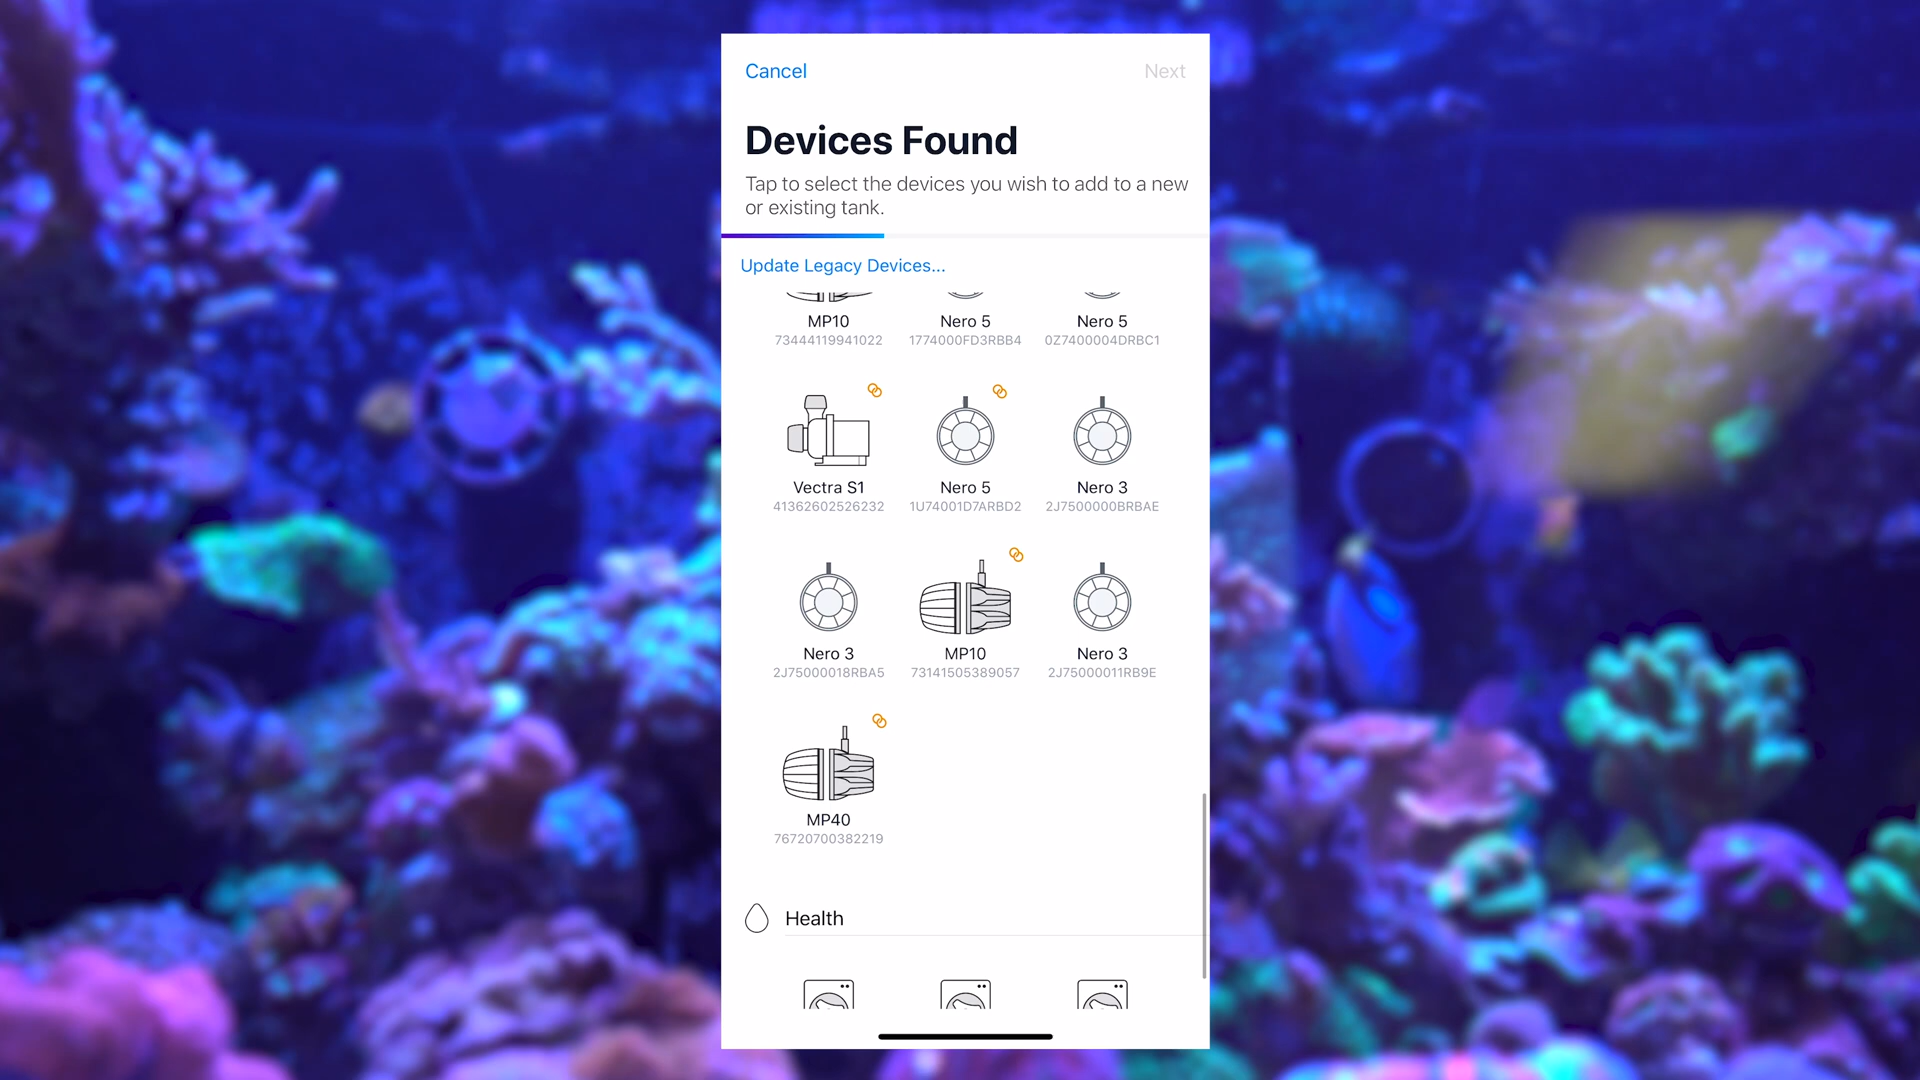 Cancel
Next
Devices Found
Tap to select the devices you wish to add to a new
or existing tank.
Update Legacy Devices...
MP10
Nero 5
Nero 5
73444119941022
1774000FD3RBB4
0Z7400004DRBC1
Vectra S1
Nero 5
Nero 3
41362602526232
1U74001D7ARBD2
2J7500000BRBAE
Nero 3
MP10
Nero 3
2J75000018RBA5
73141505389057
2J75000011RB9E
MP40
76720700382219
Health